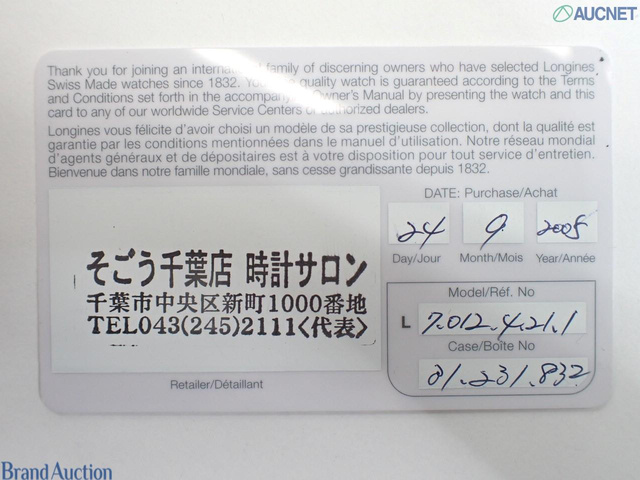 AUCNET
Thank you for joining an international family of discerning owners who have selected Longines
Swiss Made watches since 1832. Your quality watch is guaranteed according to the Terms
and Conditions set forth in the accompanying Owner's Manual by presenting the watch and this
card to any of our worldwide Service Centers or authorized dealers.
Longines vous félicite d'avoir choisi un modèle de sa prestigieuse collection, dont la qualité est
garantie par les conditions mentionnées dans le manuel d'utilisation. Notre réseau mondial
d'agents généraux et de dépositaires est à votre disposition pour tout service d'entretien.
Bienvenue dans notre famille mondiale, sans cesse grandissante depuis 1832.
DATE: Purchase/Achat
24 9 2005
Day/Jour Month/Mois Year/Année
そごう千葉店 時計サロン
千葉市中央区新町1000番地
TEL043(245)2111<代表>
Retailer/Détaillant
Model/Réf. No
L 7.012.4.21.1
Case/Boîte No
31.231.832
Brand Auction